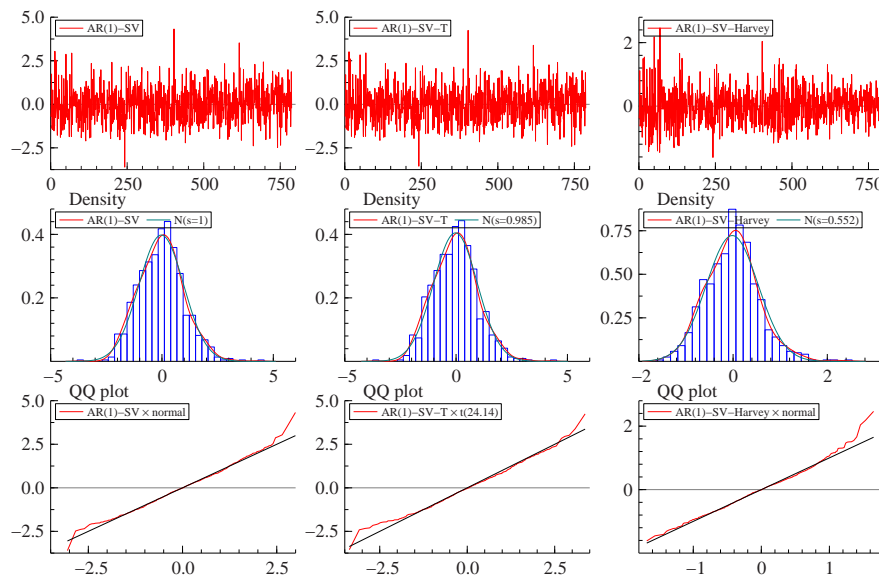 AR(1)−SV
AR(1)−SV−T
AR(1)−SV−Harvey
5.0
2.5
0.0
−2.5
0 250 500 750
5.0
2.5
0.0
−2.5
0 250 500 750
2
0
0 250 500 750
Density
AR(1)−SV N(s=1)
0.4
0.2
−5 0 5
Density
AR(1)−SV−T N(s=0.985)
0.4
0.2
−5 0 5
Density
AR(1)−SV−Harvey N(s=0.552)
0.75
0.50
0.25
−2 0 2
QQ plot
AR(1)−SV × normal
5.0
2.5
0.0
−2.5
−2.5 0.0 2.5
QQ plot
AR(1)−SV−T × t(24.14)
5.0
2.5
0.0
−2.5
−2.5 0.0 2.5
QQ plot
AR(1)−SV−Harvey × normal
2
0
−1 0 1